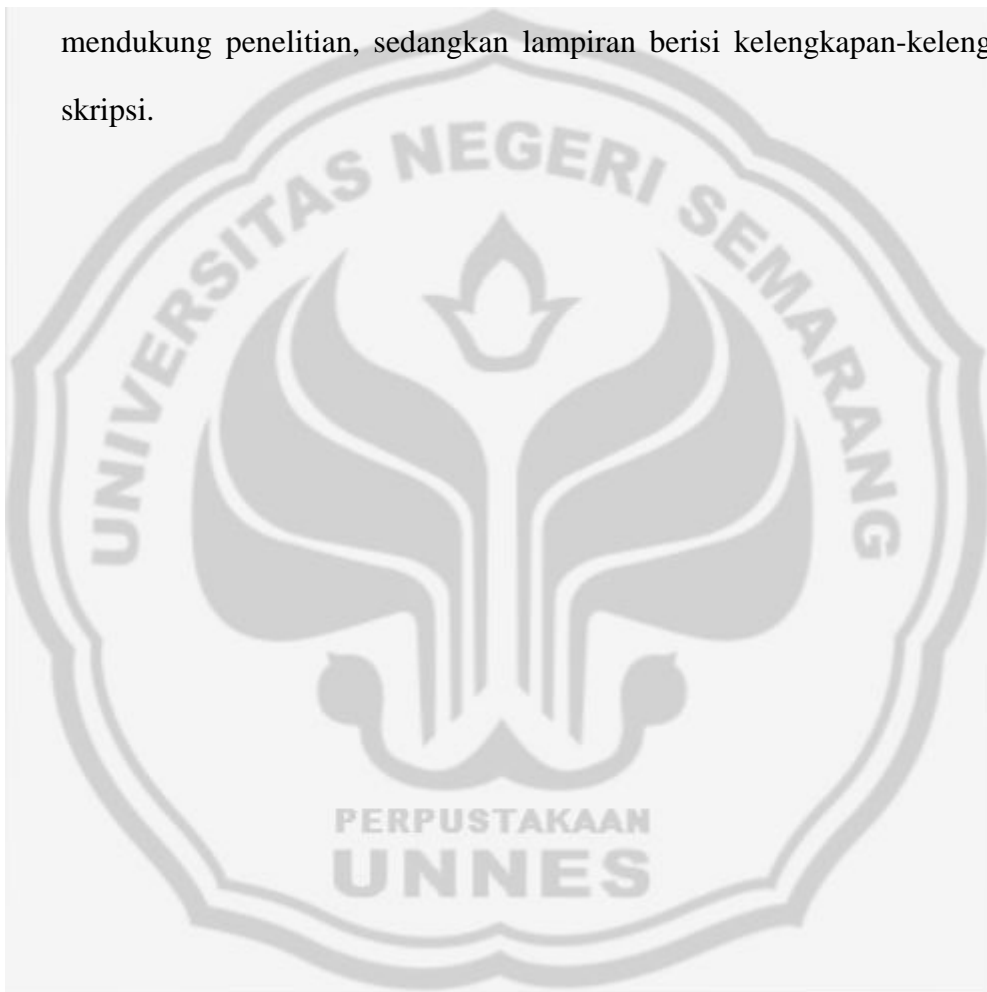 mendukung penelitian, sedangkan lampiran berisi kelengkapan-keleng
skripsi.
UNIVERSITAS NEGERI SEMARANG
PERPUSTAKAAN
UNNES